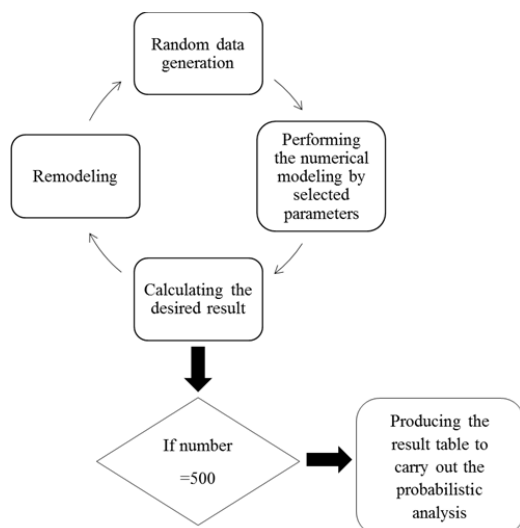 Random data
generation
Performing
the numerical
modeling by
selected
parameters
Remodeling
Calculating the
desired result
If number
=500
Producing the
result table to
carry out the
probabilistic
analysis